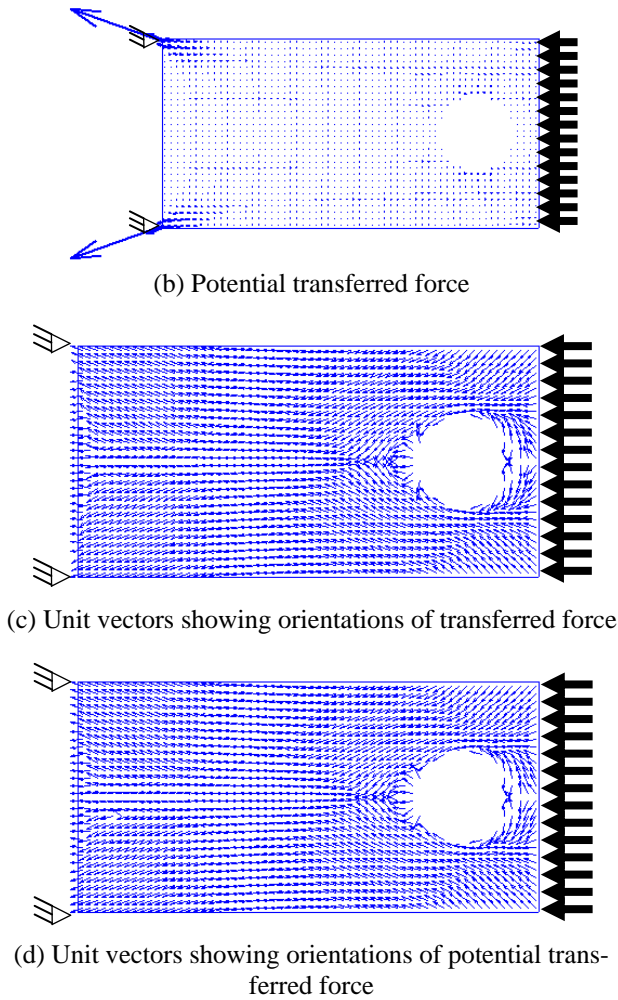 (b) Potential transferred force
(c) Unit vectors showing orientations of transferred force
(d) Unit vectors showing orientations of potential trans-
ferred force